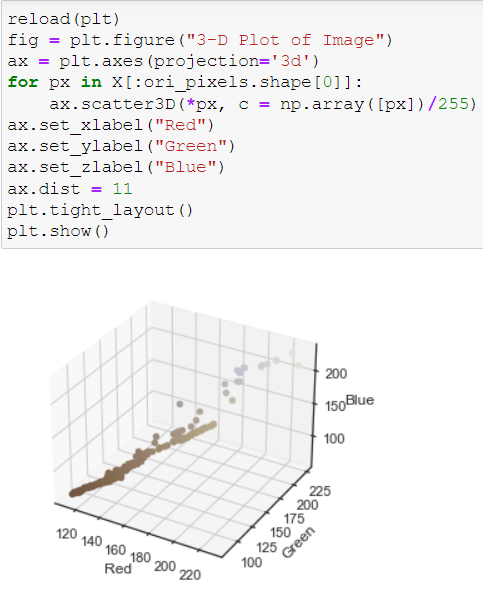 reload(plt)
fig = plt.figure("3-D Plot of Image")
ax = plt.axes(projection='3d')
for px in X[:ori_pixels.shape[0]]:
    ax.scatter3D(*px, c = np.array([px])/255)
ax.set_xlabel("Red")
ax.set_ylabel("Green")
ax.set_zlabel("Blue")
ax.dist = 11
plt.tight_layout()
plt.show()
200
150
Blue
100
225
200
175
150
125
100
Green
120 140 160 180 200 220
Red